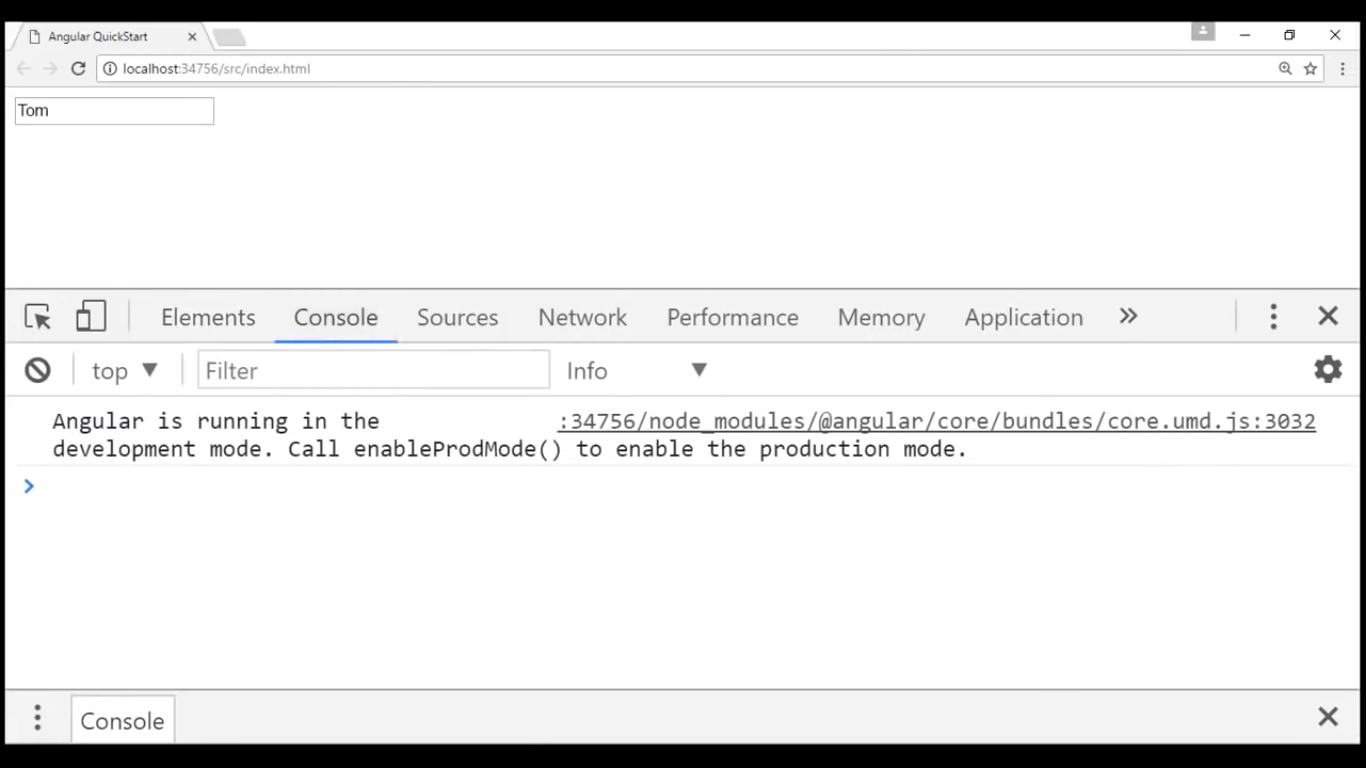 Angular QuickStart
localhost:34756/src/index.html
Tom
Elements Console Sources Network Performance Memory Application
top Filter Info
Angular is running in the :34756/node_modules/@angular/core/bundles/core.umd.js:3032
development mode. Call enableProdMode() to enable the production mode.
Console